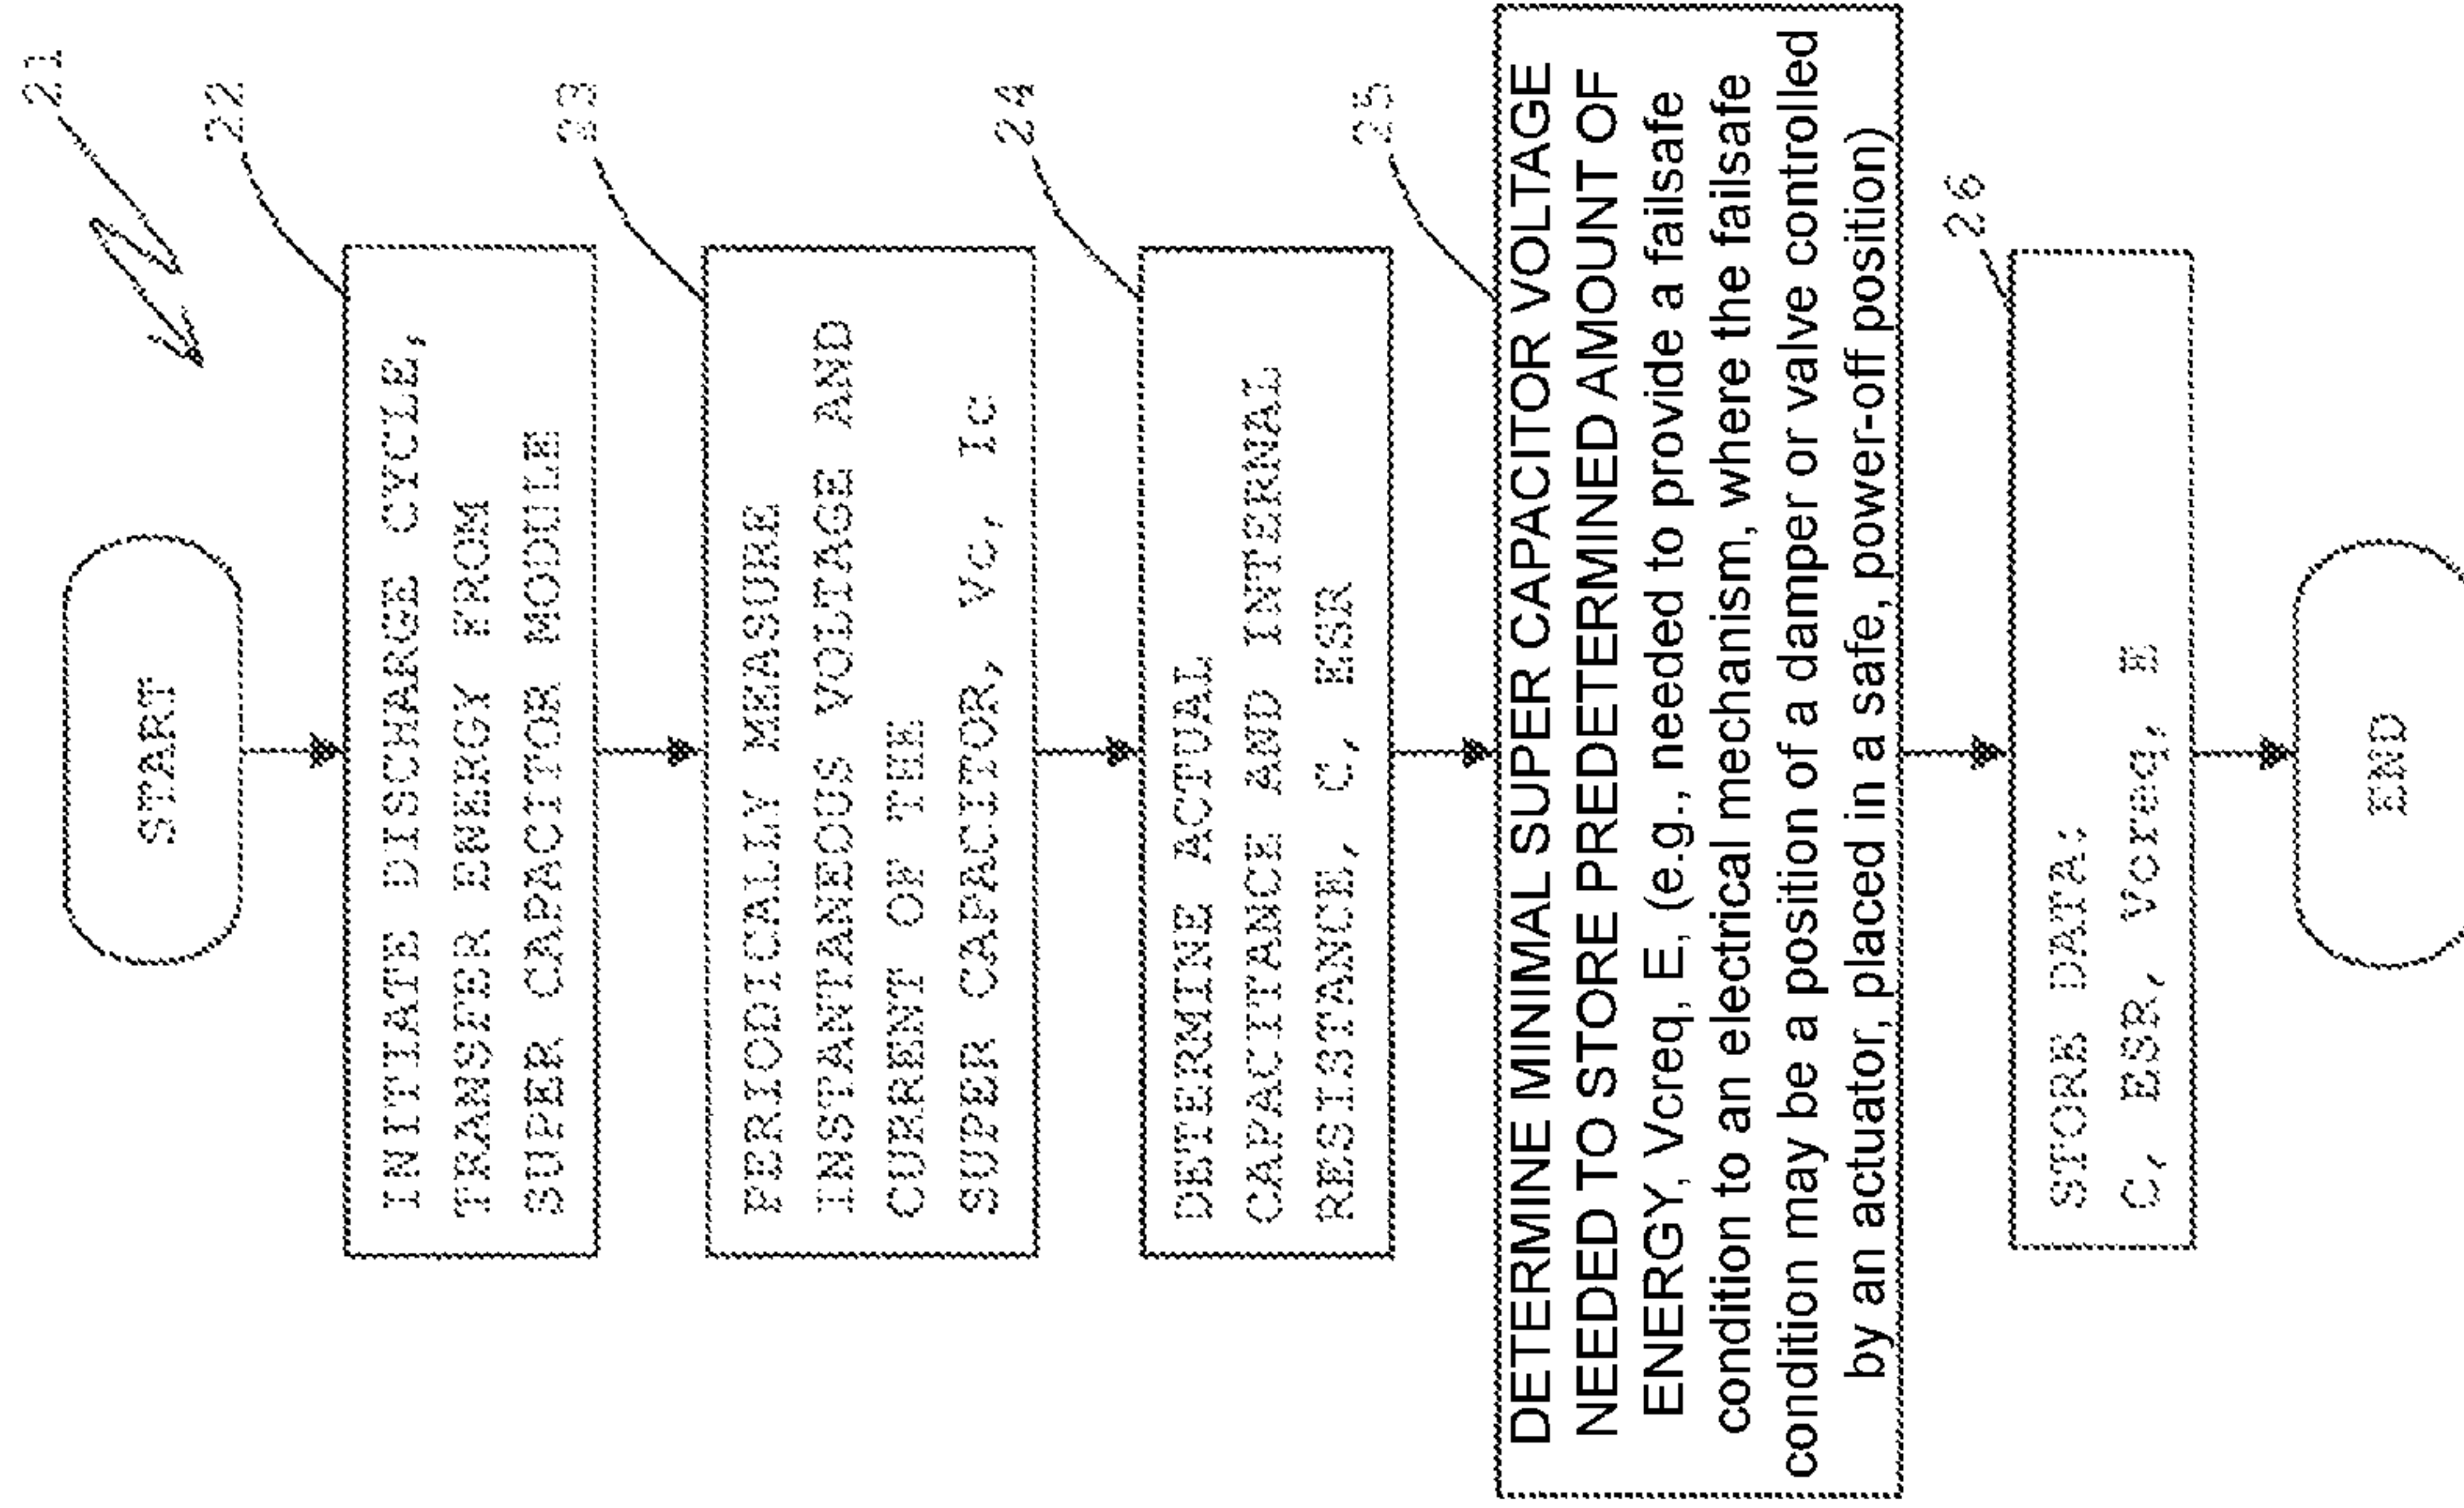 21
START
22
INITIATE DISCHARGE CYCLE,
TRANSFER ENERGY FROM
SUPER CAPACITOR MODULE
23
PERIODICALLY MEASURE
INSTANTANEOUS VOLTAGE AND
CURRENT OF THE
SUPER CAPACITOR, Vc, Ic
24
DETERMINE ACTUAL
CAPACITANCE AND INTERNAL
RESISTANCE, C, ESR
25
DETERMINE MINIMAL SUPER CAPACITOR VOLTAGE
NEEDED TO STORE PREDETERMINED AMOUNT OF
ENERGY, Vcreq, E, (e.g., needed to provide a failsafe
condition to an electrical mechanism, where the failsafe
condition may be a position of a damper or valve controlled
by an actuator, placed in a safe, power-off position)
26
STORE DATA:
C, ESR, Vcreq, E
END